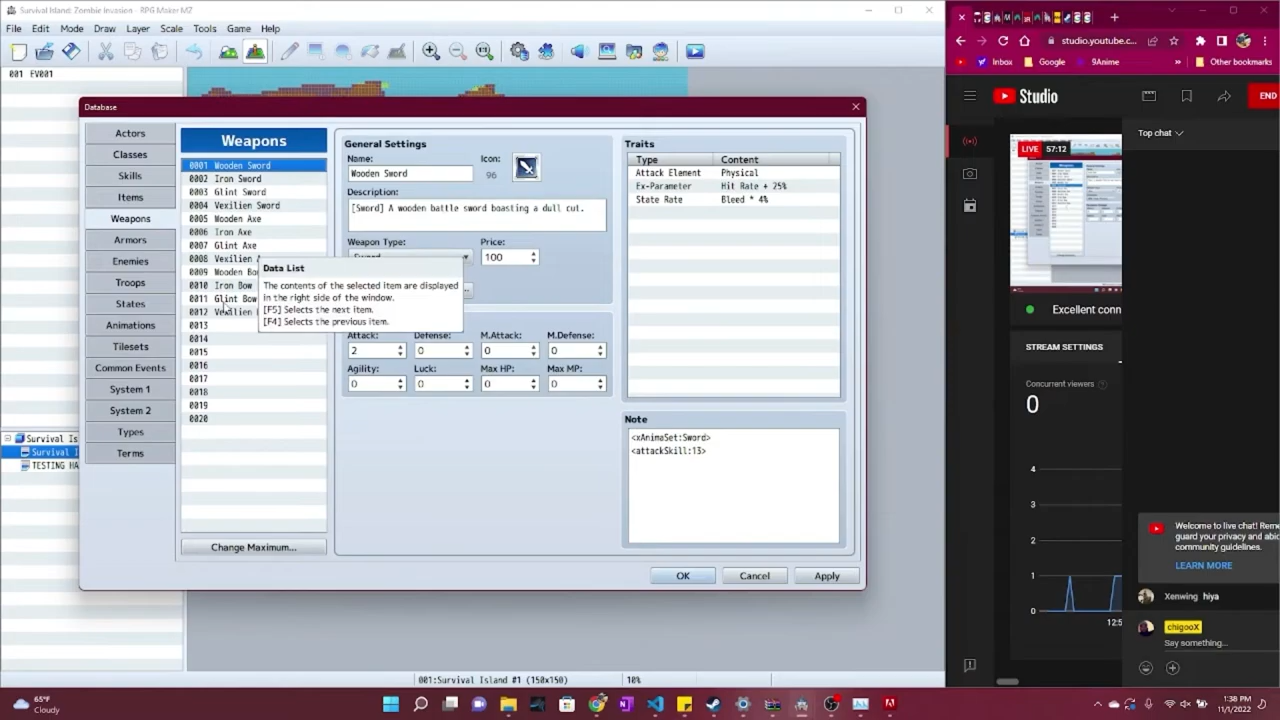 Survival Island: Zombie Invasion - RPG Maker MZ
File Edit Mode Draw Layer Scale Tools Game Help
001 EV001
Database
Actors
Classes
Skills
Items
Weapons
Armors
Enemies
Troops
States
Animations
Tilesets
Common Events
System 1
System 2
Types
Terms
Weapons
0001 Wooden Sword
0002 Iron Sword
0003 Glint Sword
0004 Vexilien Sword
0005 Wooden Axe
0006 Iron Axe
0007 Glint Axe
0008 Vexilien
0009 Wooden Bo
0010 Iron Bow
0011 Glint Bow
0012 Vexilien
0013
0014
0015
0016
0017
0018
0019
0020
Change Maximum...
General Settings
Name:
Icon:
Wooden
96
Description:
boasting a dull
Weapon Type:
Price:
Sword
100
Data List
The contents of the selected item are displayed
in the right side of the window.
[F5] Selects the next item.
[F4] Selects the previous item.
Attack: Defense: M.Attack: M.Defense:
2 0 0 0
Agility: Luck: Max HP: Max MP:
0 0 0 0
Traits
Type Content
Attack Element Physical
Ex-Parameter Hit Rate + 75%
State Rate Bleed * 4%
Note
<xAnimaSet:Sword>
<attackSkill:13>
OK Cancel Apply
Survival Is
Survival I
TESTING HA
001:Survival Island #1 (150x150)
10%
studio.youtube.c...
Inbox Google 9Anime » Other bookmarks
Studio
END
LIVE 57:12
Excellent conn
STREAM SETTINGS
Concurrent viewers
0
4
3
2
1
0
12:5
Top chat
Welcome to live chat! Reme
guard your privacy and abid
community guidelines.
LEARN MORE
Xenwing hiya
chigooX
Say something...
65°F
Cloudy
1:38 PM
11/1/2022